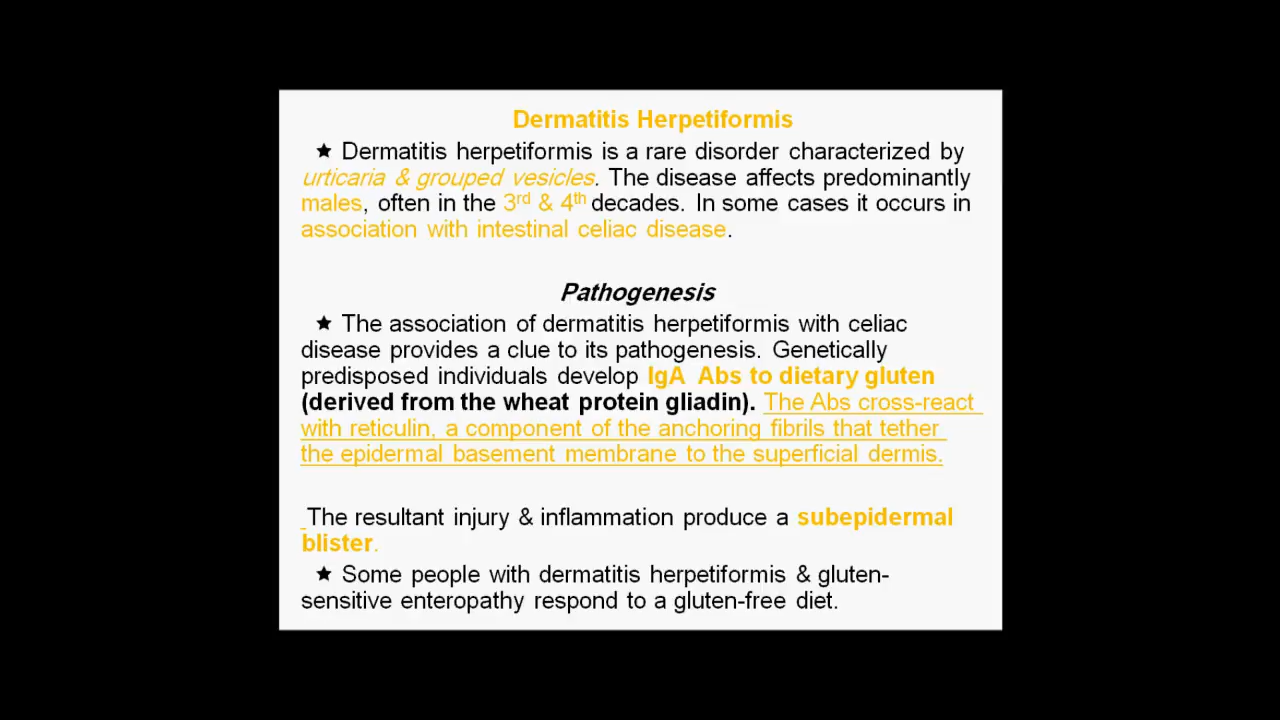 Dermatitis Herpetiformis
★ Dermatitis herpetiformis is a rare disorder characterized by
urticaria & grouped vesicles. The disease affects predominantly
males, often in the 3rd & 4th decades. In some cases it occurs in
association with intestinal celiac disease.
Pathogenesis
★ The association of dermatitis herpetiformis with celiac
disease provides a clue to its pathogenesis. Genetically
predisposed individuals develop IgA Abs to dietary gluten
(derived from the wheat protein gliadin). The Abs cross-react
with reticulin, a component of the anchoring fibrils that tether
the epidermal basement membrane to the superficial dermis.
The resultant injury & inflammation produce a subepidermal
blister.
★ Some people with dermatitis herpetiformis & gluten-
sensitive enteropathy respond to a gluten-free diet.